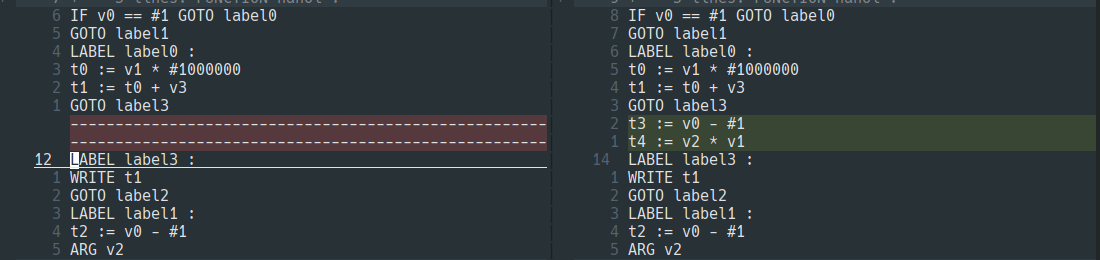 6 IF v0 == #1 GOTO label0
5 GOTO label1
4 LABEL label0 :
3 t0 := v1 * #1000000
2 t1 := t0 + v3
1 GOTO label3
-----------------------------------------------------
-----------------------------------------------------
12 LABEL label3 :
1 WRITE t1
2 GOTO label2
3 LABEL label1 :
4 t2 := v0 - #1
5 ARG v2
8 IF v0 == #1 GOTO label0
7 GOTO label1
6 LABEL label0 :
5 t0 := v1 * #1000000
4 t1 := t0 + v3
3 GOTO label3
2 t3 := v0 - #1
1 t4 := v2 * v1
14 LABEL label3 :
1 WRITE t1
2 GOTO label2
3 LABEL label1 :
4 t2 := v0 - #1
5 ARG v2